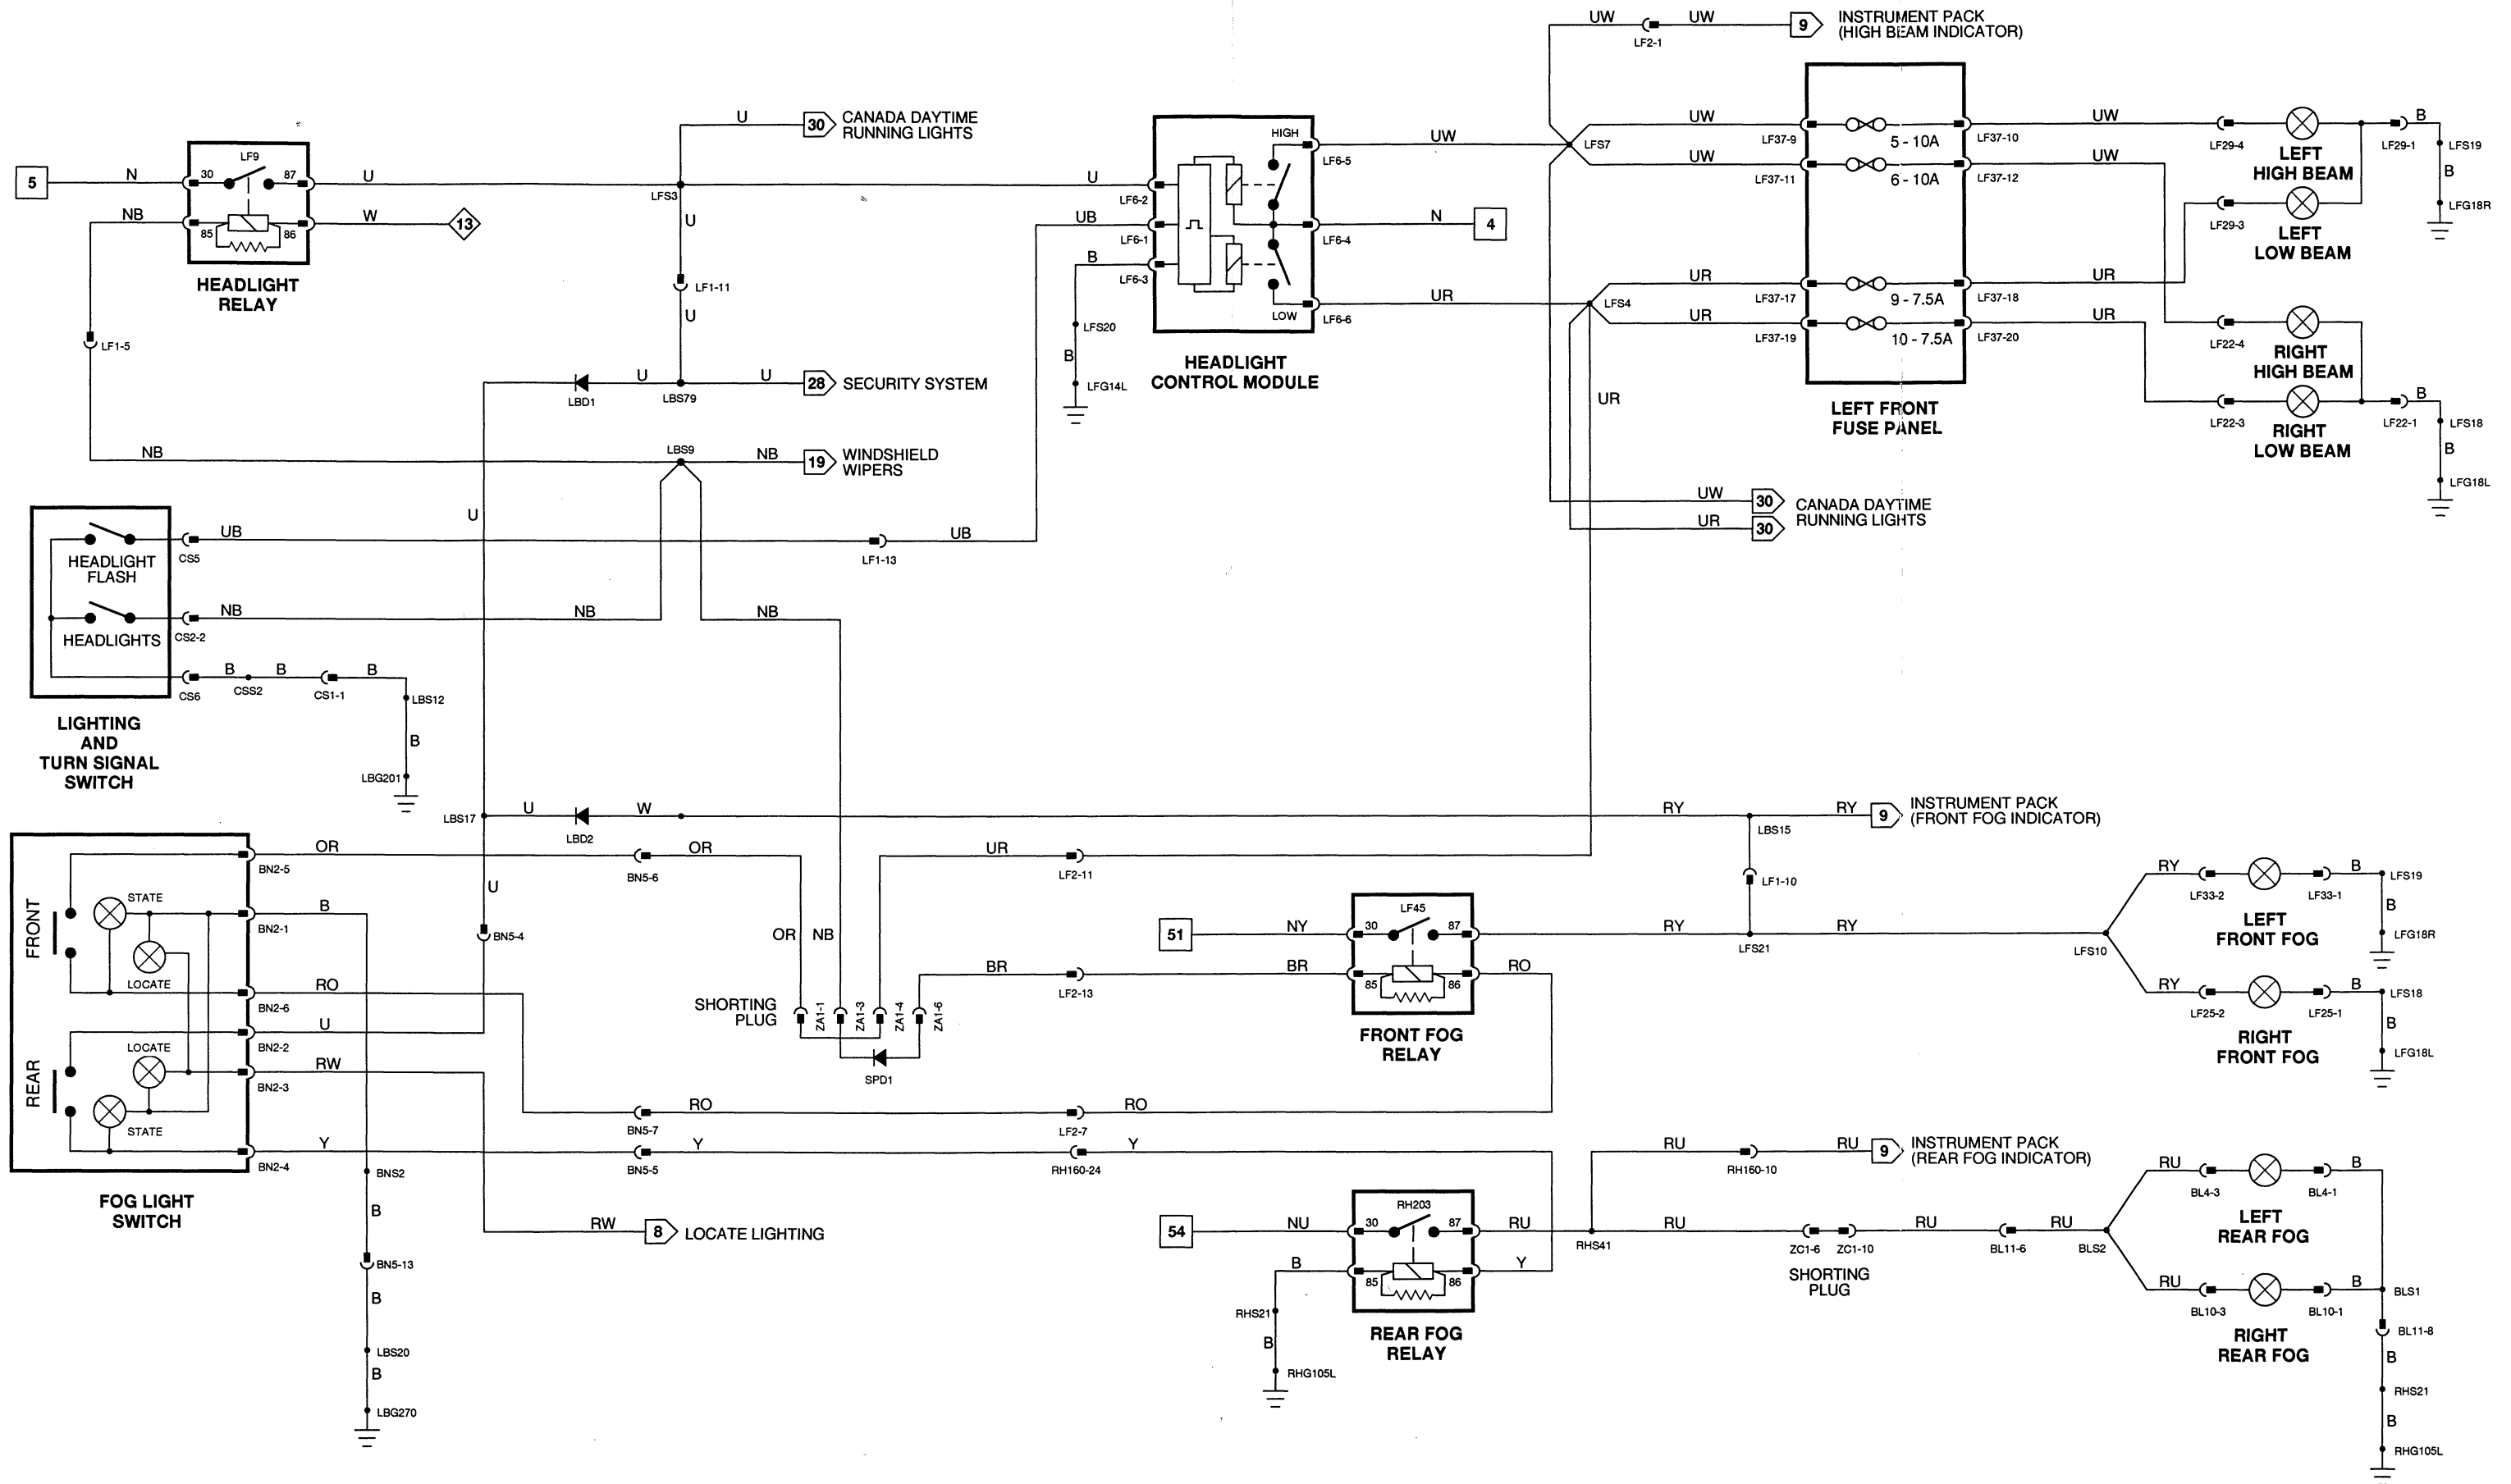 UW
UW
9
INSTRUMENT PACK
(HIGH BEAM INDICATOR)
LF2-1
U
30
CANADA DAYTIME
RUNNING LIGHTS
5
N
LF9
30
87
U
LFS3
NB
85
86
W
13
HEADLIGHT
RELAY
LF1-5
U
LF1-11
U
LBD1
U
LBS79
U
28
SECURITY SYSTEM
NB
LBS9
NB
19
WINDSHIELD
WIPERS
U
LF6-2
UB
LF6-1
B
LF6-3
LFS20
B
LFG14L
HIGH
LF6-5
LF6-4
LOW
LF6-6
HEADLIGHT
CONTROL MODULE
UW
LFS7
N
4
UR
LFS4
UR
UW
LF37-9
5 - 10A
LF37-10
UW
UW
LF37-11
6 - 10A
LF37-12
UW
UR
LF37-17
9 - 7.5A
LF37-18
UR
UR
LF37-19
10 - 7.5A
LF37-20
UR
LEFT FRONT
FUSE PANEL
LF29-4
LEFT
HIGH BEAM
LF29-1
B
LFS19
B
LFG18R
LF29-3
LEFT
LOW BEAM
LF22-4
RIGHT
HIGH BEAM
LF22-3
RIGHT
LOW BEAM
LF22-1
B
LFS18
B
LFG18L
UW
30
UR
30
CANADA DAYTIME
RUNNING LIGHTS
HEADLIGHT
FLASH
CS5
UB
LF1-13
UB
HEADLIGHTS
CS2-2
NB
NB
NB
CS6
B
CSS2
B
CS1-1
B
LBS12
B
LBG201
LIGHTING
AND
TURN SIGNAL
SWITCH
U
LBS17
U
LBD2
W
RY
LBS15
RY
9
INSTRUMENT PACK
(FRONT FOG INDICATOR)
LF1-10
FRONT
STATE
LOCATE
REAR
LOCATE
STATE
BN2-5
OR
BN5-6
OR
BN2-1
B
BN2-6
RO
BN2-2
U
BN2-3
RW
BN2-4
Y
FOG LIGHT
SWITCH
U
BN5-4
OR
NB
UR
LF2-11
BR
LF2-13
BR
SHORTING
PLUG
ZA1-1
ZA1-3
ZA1-4
ZA1-6
SPD1
51
NY
LF45
30
87
85
86
RO
FRONT FOG
RELAY
RY
LFS21
RY
LFS10
RY
LF33-2
LEFT
FRONT FOG
LF33-1
B
LFS19
B
LFG18R
RY
LF25-2
RIGHT
FRONT FOG
LF25-1
B
LFS18
B
LFG18L
BN5-7
RO
LF2-7
RO
BN5-5
Y
RH160-24
Y
RW
8
LOCATE LIGHTING
BNS2
B
BN5-13
B
LBS20
B
LBG270
54
NU
RH203
30
87
85
86
RU
Y
B
RHS21
B
RHG105L
REAR FOG
RELAY
RHS41
RU
RH160-10
RU
9
INSTRUMENT PACK
(REAR FOG INDICATOR)
RU
ZC1-6
ZC1-10
SHORTING
PLUG
RU
BL11-6
RU
BLS2
RU
BL4-3
LEFT
REAR FOG
BL4-1
B
RU
BL10-3
RIGHT
REAR FOG
BL10-1
B
BLS1
BL11-8
B
RHS21
B
RHG105L